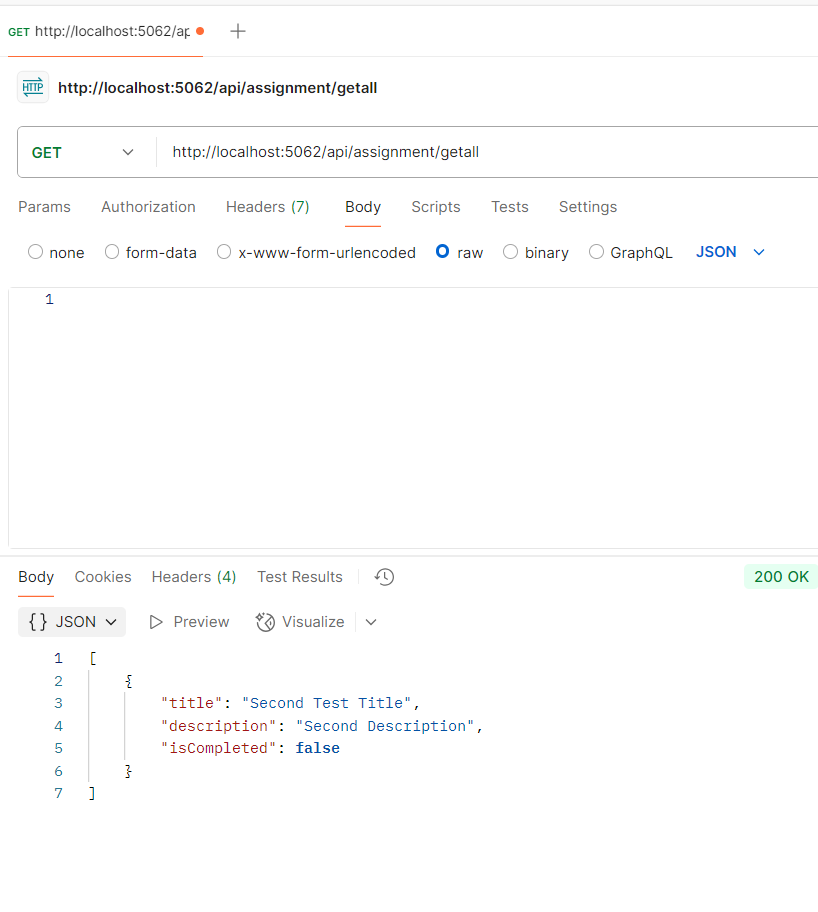 GET http://localhost:5062/ap
HTTP http://localhost:5062/api/assignment/getall
GET http://localhost:5062/api/assignment/getall
Params Authorization Headers (7) Body Scripts Tests Settings
none form-data x-www-form-urlencoded raw binary GraphQL JSON
1
Body Cookies Headers (4) Test Results 200 OK
{} JSON Preview Visualize
1 [
2 {
3 "title": "Second Test Title",
4 "description": "Second Description",
5 "isCompleted": false
6 }
7 ]